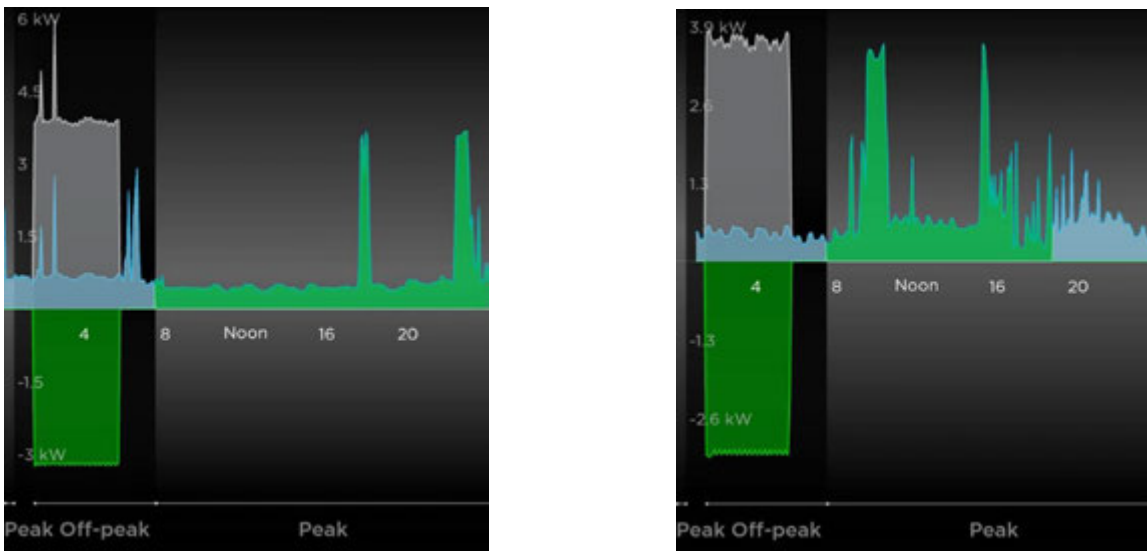 6 kW
4.5
3
1.5
4 8 Noon 16 20
-1.5
-3 kW
Peak Off-peak Peak
3.9 kW
2.6
1.3
4 8 Noon 16 20
-1.3
-2.6 kW
Peak Off-peak Peak